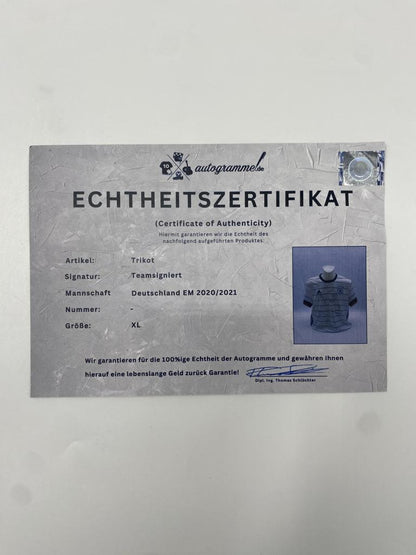 10
autogramme!.de
ECHTHEITSZERTIFIKAT
(Certificate of Authenticity)
Hiermit garantieren wir die Echtheit des
nachfolgend aufgeführten Produktes:
Artikel: Trikot
Signatur: Teamsigniert
Mannschaft Deutschland EM 2020/2021
Nummer: -
Größe: XL
Wir garantieren für die 100%ige Echtheit der Autogramme und gewähren Ihnen
hierauf eine lebenslange Geld zurück Garantie!
Dipl. Ing. Thomas Schlächter